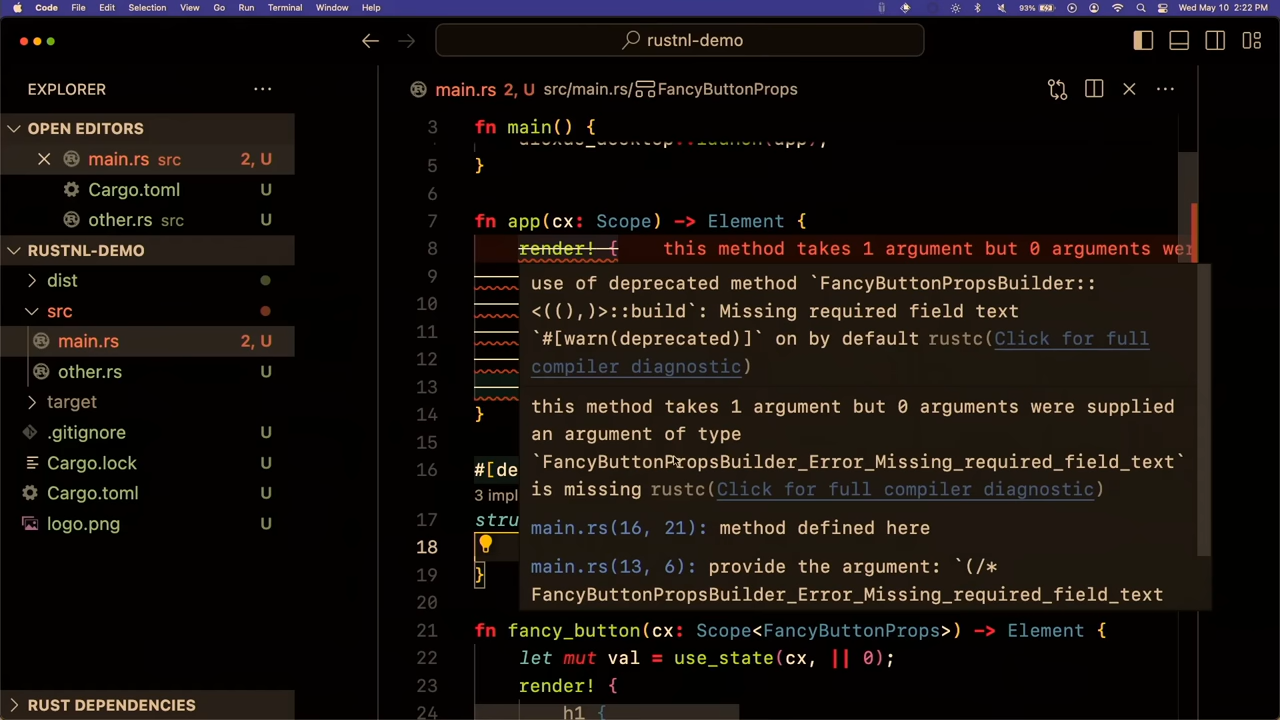 Code File Edit Selection View Go Run Terminal Window Help 93% Wed May 10 2:22 PM
rustnl-demo
EXPLORER
OPEN EDITORS
main.rs src 2, U
Cargo.toml U
other.rs src U
RUSTNL-DEMO
dist
src
main.rs 2, U
other.rs U
target
.gitignore U
Cargo.lock U
Cargo.toml U
logo.png U
RUST DEPENDENCIES
main.rs 2, U src/main.rs/ FancyButtonProps
3 fn main() {
dioxus_desktop::launch(app);
5 }
6
7 fn app(cx: Scope) -> Element {
8 render! { this method takes 1 argument but 0 arguments wer
9
10
11
12
13
14 }
15
16 #[de
3 impl
17 stru
18
19 }
20
21 fn fancy_button(cx: Scope<FancyButtonProps>) -> Element {
22 let mut val = use_state(cx, || 0);
23 render! {
24 h1 {
use of deprecated method `FancyButtonPropsBuilder::
<((),)>::build`: Missing required field text
`#[warn(deprecated)]` on by default rustc(Click for full
compiler diagnostic)
this method takes 1 argument but 0 arguments were supplied
an argument of type
`FancyButtonPropsBuilder_Error_Missing_required_field_text`
is missing rustc(Click for full compiler diagnostic)
main.rs(16, 21): method defined here
main.rs(13, 6): provide the argument: `(/*
FancyButtonPropsBuilder_Error_Missing_required_field_text